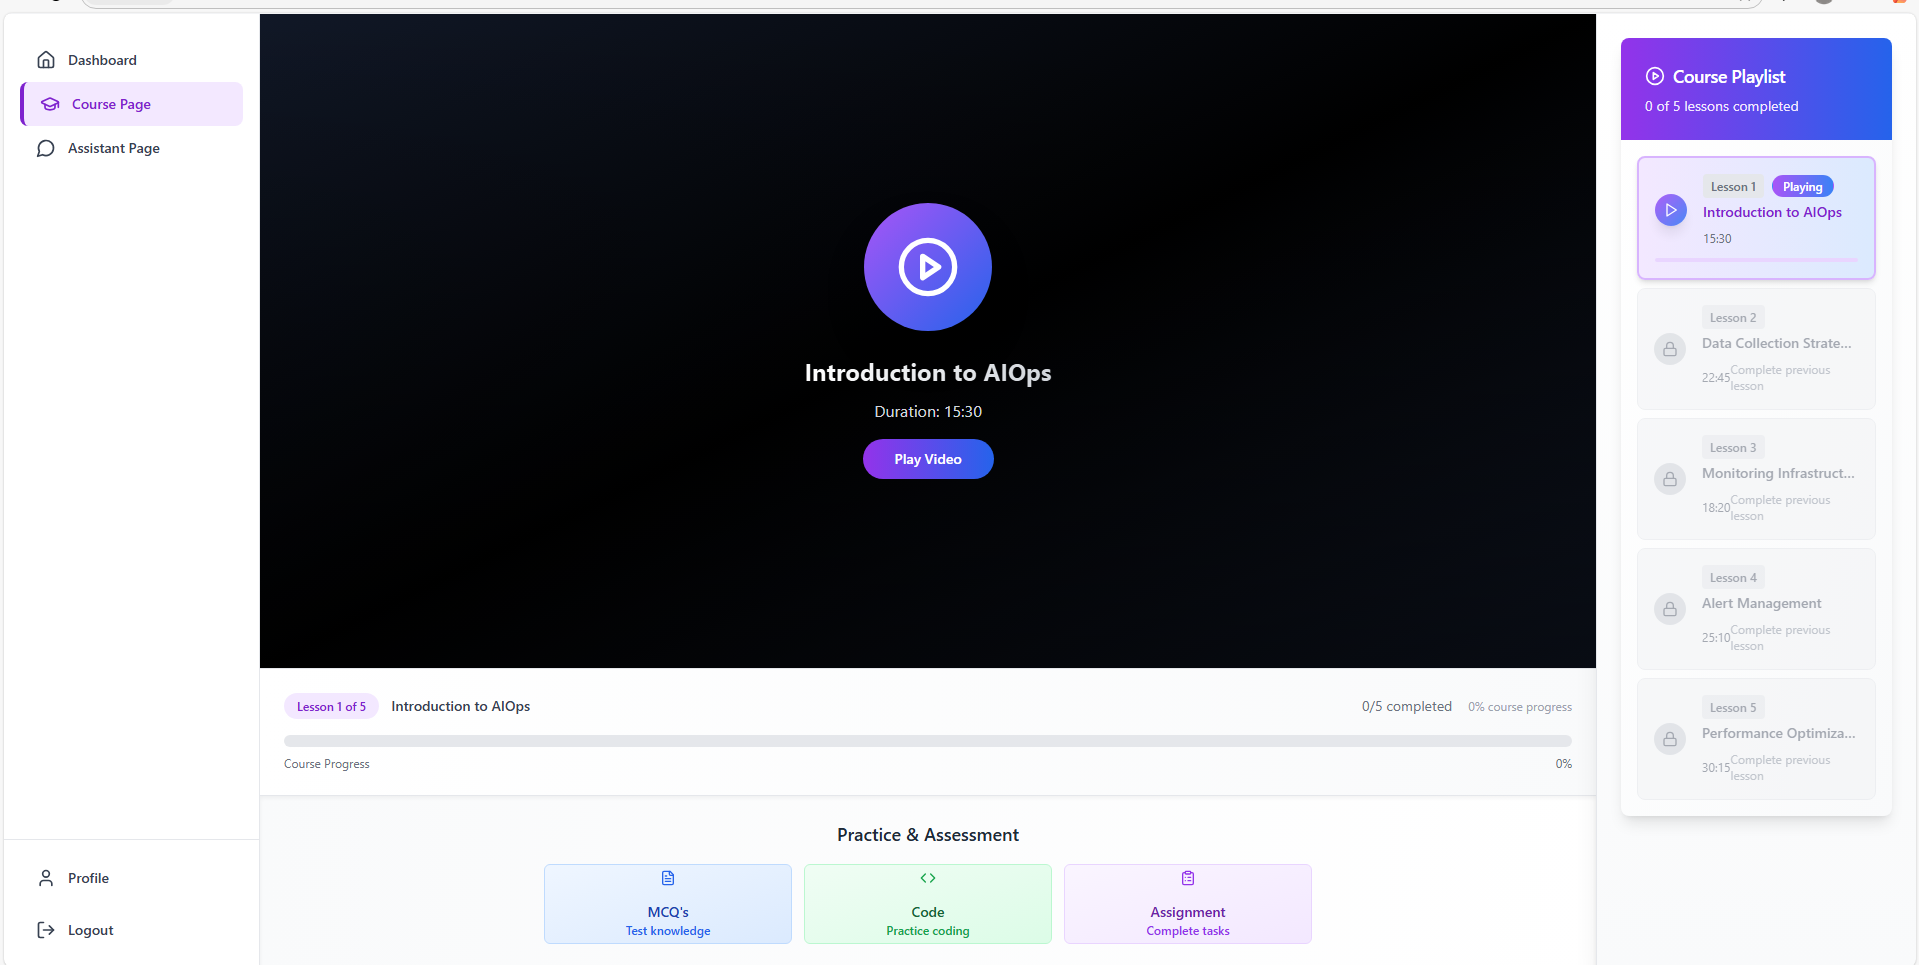 Dashboard
Course Page
Assistant Page
Profile
Logout
Introduction to AIOps
Duration: 15:30
Play Video
Lesson 1 of 5
Introduction to AIOps
0/5 completed
0% course progress
Course Progress
0%
Practice & Assessment
MCQ's
Test knowledge
Code
Practice coding
Assignment
Complete tasks
Course Playlist
0 of 5 lessons completed
Lesson 1
Playing
Introduction to AIOps
15:30
Lesson 2
Data Collection Strate...
22:45
Complete previous
lesson
Lesson 3
Monitoring Infrastruct...
18:20
Complete previous
lesson
Lesson 4
Alert Management
25:10
Complete previous
lesson
Lesson 5
Performance Optimiza...
30:15
Complete previous
lesson